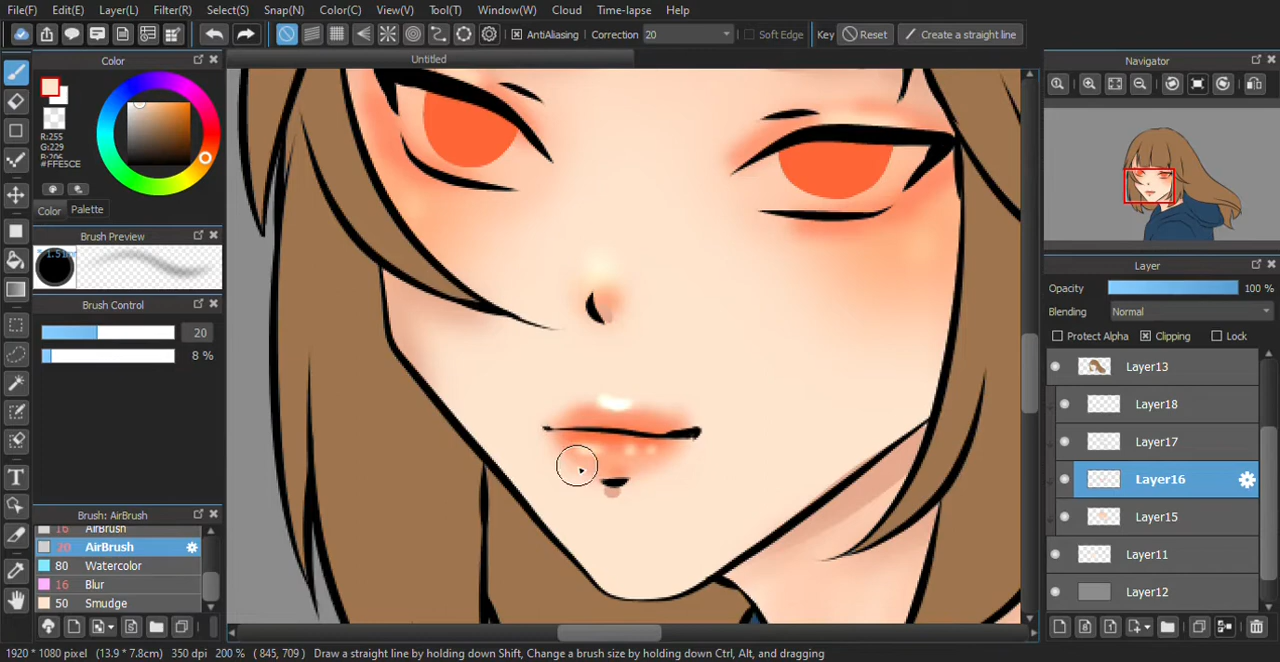 File(F) Edit(E) Layer(L) Filter(R) Select(S) Snap(N) Color(C) View(V) Tool(T) Window(W) Cloud Time-lapse Help
AntiAliasing Correction 20 Soft Edge Key Reset Create a straight line
Color
Untitled
Navigator
R:255
G:229
B:206
#FFE5CE
Color Palette
Brush Preview
Brush Control
20
8 %
Layer
Opacity 100 %
Blending Normal
Protect Alpha Clipping Lock
Layer13
Layer18
Layer17
Layer16
Layer15
Layer11
Layer12
Brush: AirBrush
16 AirBrush
20 AirBrush
80 Watercolor
16 Blur
50 Smudge
1920 * 1080 pixel (13.9 * 7.8cm) 350 dpi 200 % ( 845, 709 ) Draw a straight line by holding down Shift, Change a brush size by holding down Ctrl, Alt, and dragging